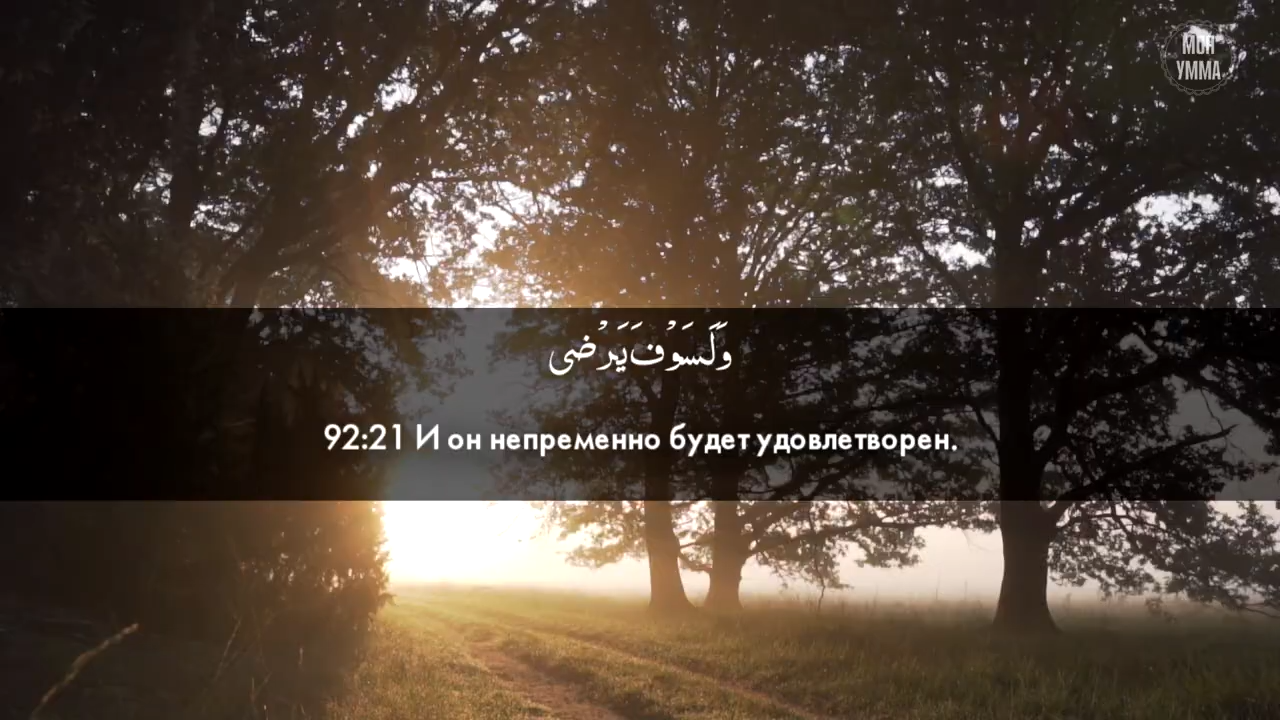 МОЯ
УММА
وَلَسَوْفَ يَرْضَى
92:21 И он непременно будет удовлетворен.